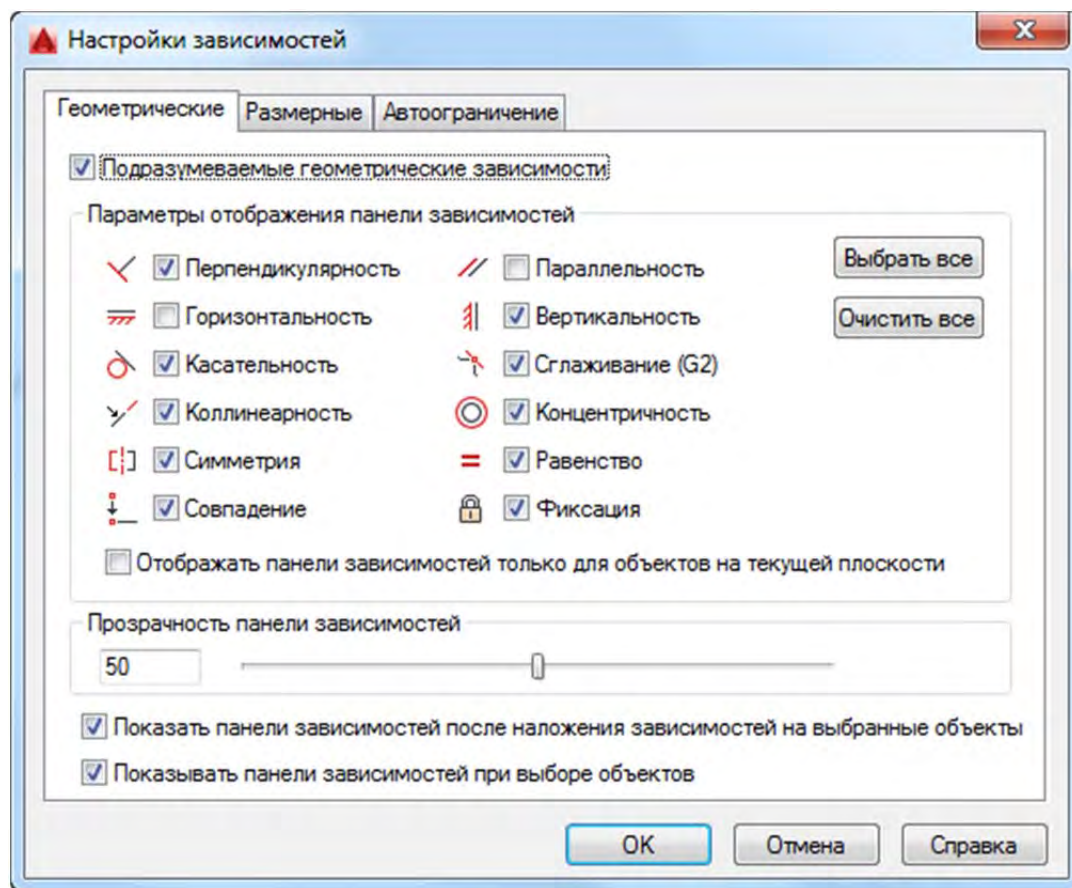 Настройки зависимостей
Геометрические Размерные Автоограничение
Подразумеваемые геометрические зависимости
Параметры отображения панели зависимостей
Перпендикулярность Параллельность Выбрать все
Горизонтальность Вертикальность Очистить все
Касательность Сглаживание (G2)
Коллинеарность Концентричность
Симметрия Равенство
Совпадение Фиксация
Отображать панели зависимостей только для объектов на текущей плоскости
Прозрачность панели зависимостей
50
Показать панели зависимостей после наложения зависимостей на выбранные объекты
Показывать панели зависимостей при выборе объектов
OK Отмена Справка